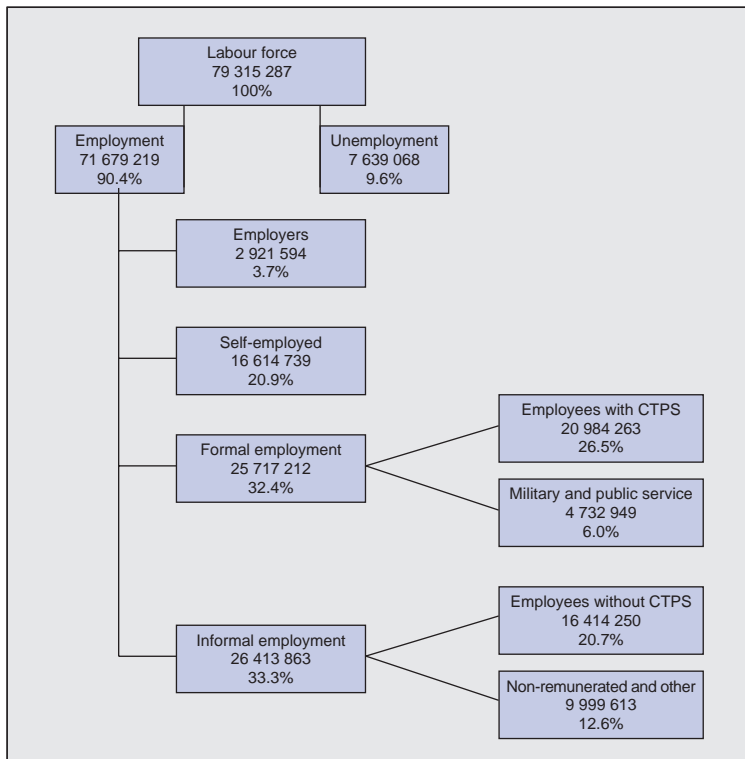 Labour force
79 315 287
100%
Employment
71 679 219
90.4%
Unemployment
7 639 068
9.6%
Employers
2 921 594
3.7%
Self-employed
16 614 739
20.9%
Formal employment
25 717 212
32.4%
Employees with CTPS
20 984 263
26.5%
Military and public service
4 732 949
6.0%
Informal employment
26 413 863
33.3%
Employees without CTPS
16 414 250
20.7%
Non-remunerated and other
9 999 613
12.6%